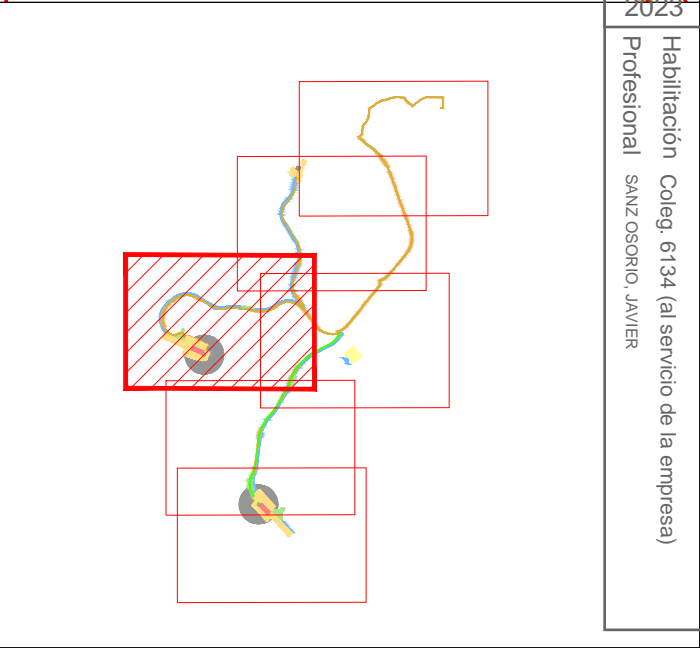 2023
Habilitación Coleg. 6134 (al servicio de la empresa)
Profesional SANZ OSORIO, JAVIER